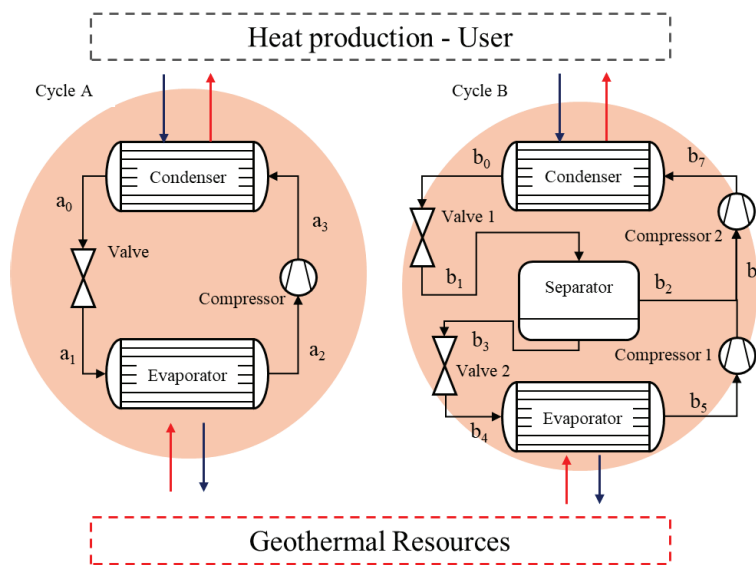 Heat production - User
Cycle A
Cycle B
Condenser
a0
a3
Valve
Compressor
a1
a2
Evaporator
b0
Condenser
b7
Valve 1
Compressor 2
b1
Separator
b2
b
b3
Compressor 1
Valve 2
Evaporator
b4
b5
Geothermal Resources